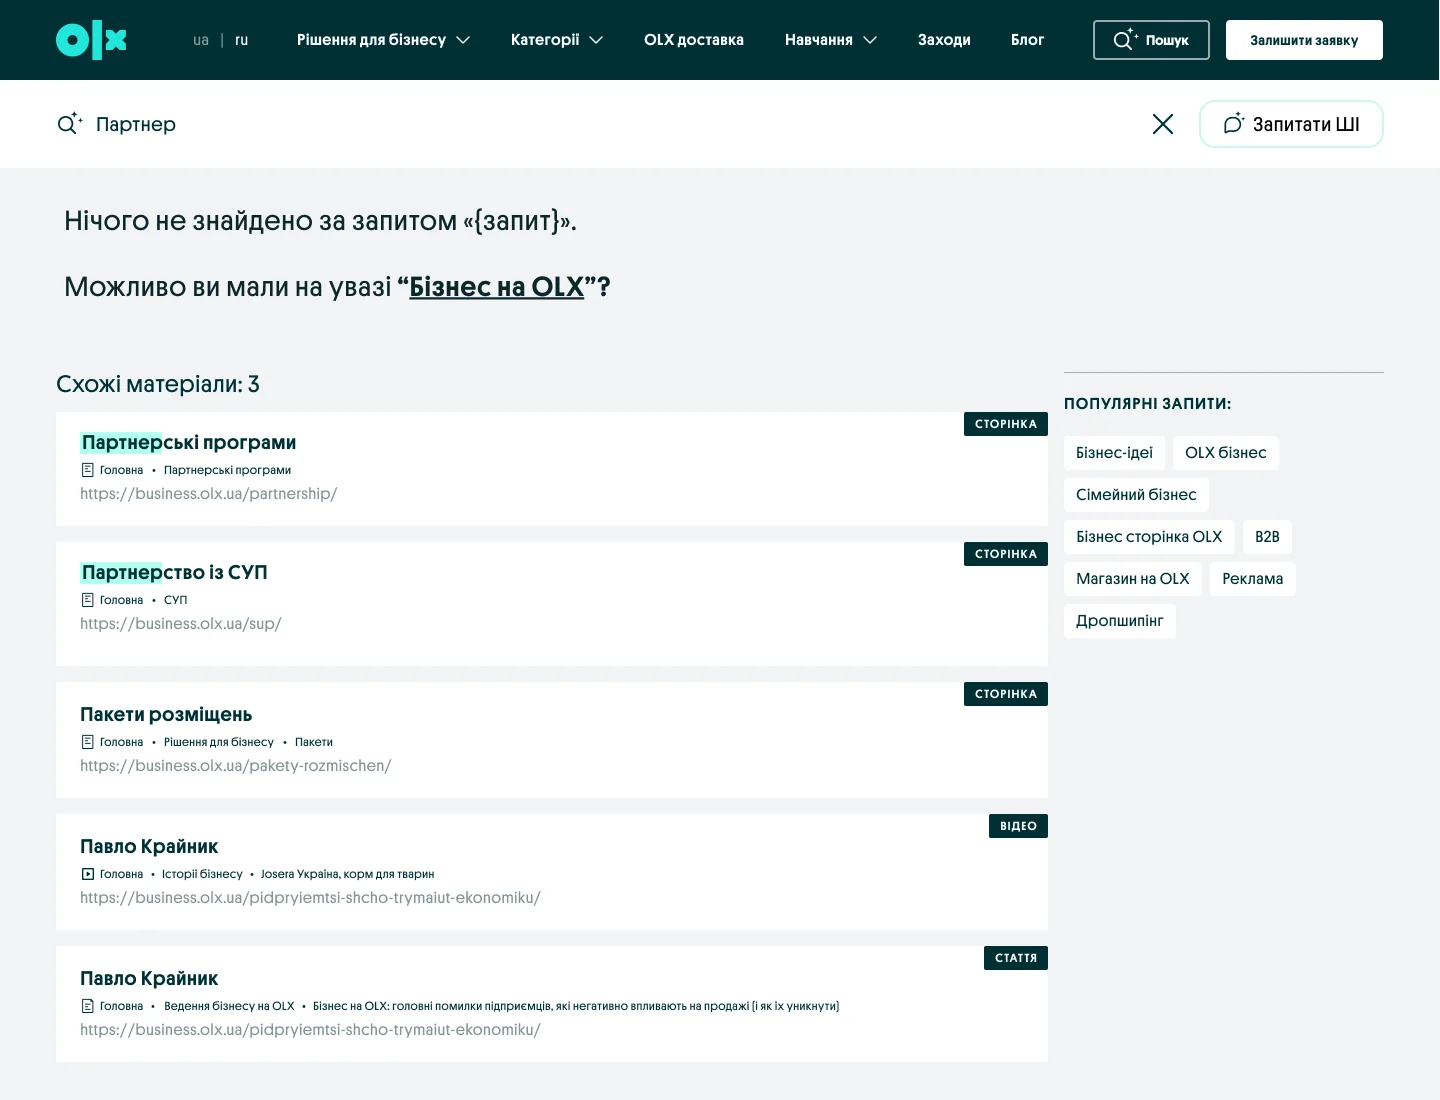 olx
ua | ru
Рішення для бізнесу
Категорії
OLX доставка
Навчання
Заходи
Блог
Пошук
Залишити заявку
Партнер
Запитати ШІ
Нічого не знайдено за запитом «{запит}».
Можливо ви мали на увазі “Бізнес на OLX”?
Схожі матеріали: 3
СТОРІНКА
Партнерські програми
Головна • Партнерські програми
https://business.olx.ua/partnership/
СТОРІНКА
Партнерство із СУП
Головна • СУП
https://business.olx.ua/sup/
СТОРІНКА
Пакети розміщень
Головна • Рішення для бізнесу • Пакети
https://business.olx.ua/pakety-rozmischen/
ВІДЕО
Павло Крайник
Головна • Історії бізнесу • Josera Україна, корм для тварин
https://business.olx.ua/pidpryiemtsi-shcho-trymaiut-ekonomiku/
СТАТТЯ
Павло Крайник
Головна • Ведення бізнесу на OLX • Бізнес на OLX: головні помилки підприємців, які негативно впливають на продажі (і як їх уникнути)
https://business.olx.ua/pidpryiemtsi-shcho-trymaiut-ekonomiku/
ПОПУЛЯРНІ ЗАПИТИ:
Бізнес-ідеї
OLX бізнес
Сімейний бізнес
Бізнес сторінка OLX
B2B
Магазин на OLX
Реклама
Дропшипінг